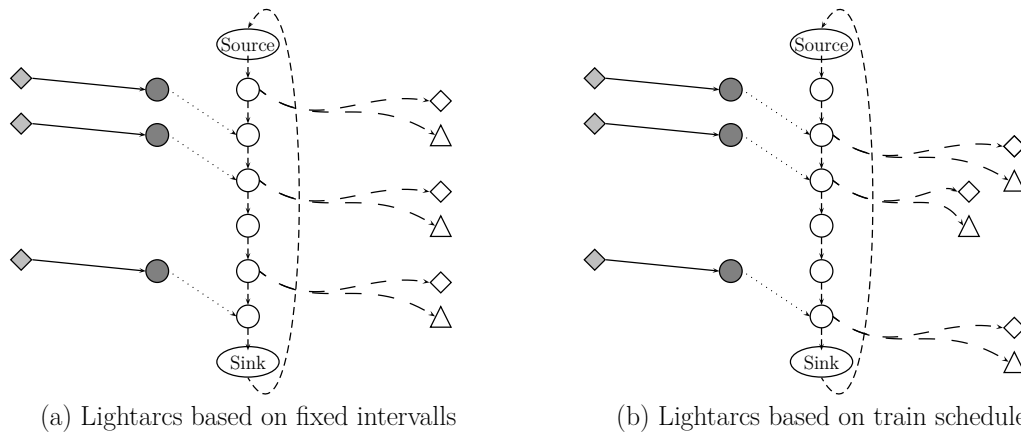 Source
Sink
(a) Lightarcs based on fixed intervalls
Source
Sink
(b) Lightarcs based on train schedule